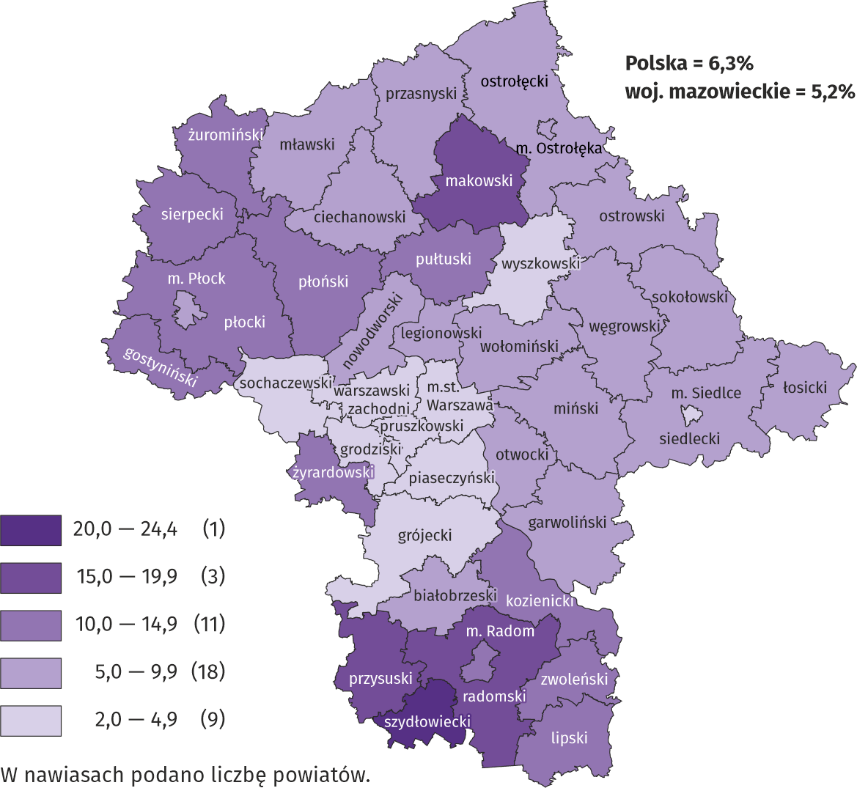 Polska = 6,3%
woj. mazowieckie = 5,2%
ostrołęcki
przasnyski
żuromiński
mławski
m. Ostrołęka
makowski
sierpecki
ciechanowski
ostrowski
pułtuski
wyszkowski
m. Płock
płoński
płocki
nowodworski
sokołowski
węgrowski
legionowski
wołomiński
gostyniński
sochaczewski
warszawski
zachodni
m.st.
Warszawa
pruszkowski
miński
m. Siedlce
siedlecki
łosicki
grodziski
otwocki
żyrardowski
piaseczyński
garwoliński
grójecki
białobrzeski
kozienicki
m. Radom
przysuski
radomski
zwoleński
szydłowiecki
lipski
20,0 — 24,4 (1)
15,0 — 19,9 (3)
10,0 — 14,9 (11)
5,0 — 9,9 (18)
2,0 — 4,9 (9)
W nawiasach podano liczbę powiatów.